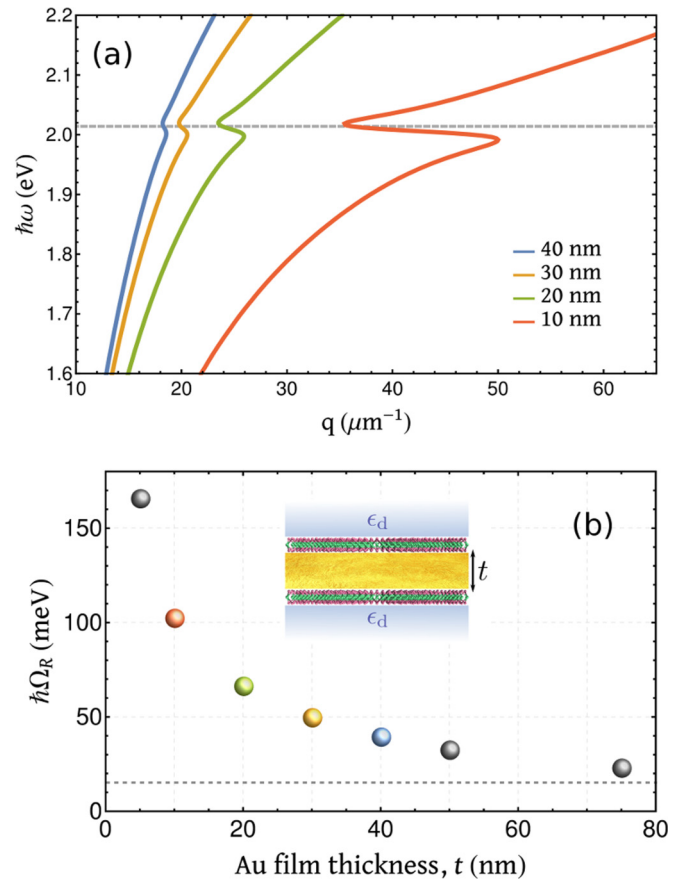 (a)
2.2
2.1
2.0
1.9
1.8
1.7
1.6
ħω (eV)
40 nm
30 nm
20 nm
10 nm
10 20 30 40 50 60
q (μm⁻¹)
(b)
150
100
50
0
ħΩ_R (meV)
ϵ_d
t
ϵ_d
0 20 40 60 80
Au film thickness, t (nm)